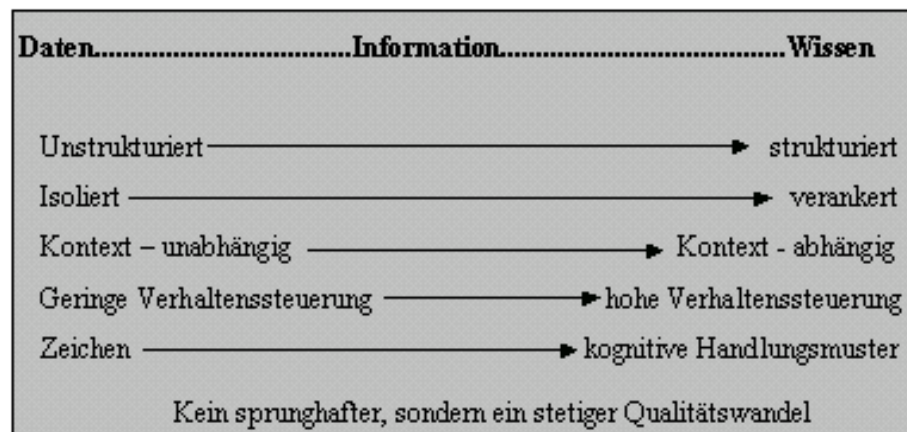 Daten...................................Information.......................................Wissen
Unstrukturiert strukturiert
Isoliert verankert
Kontext – unabhängig Kontext - abhängig
Geringe Verhaltenssteuerung hohe Verhaltenssteuerung
Zeichen kognitive Handlungsmuster
Kein sprunghafter, sondern ein stetiger Qualitätswandel